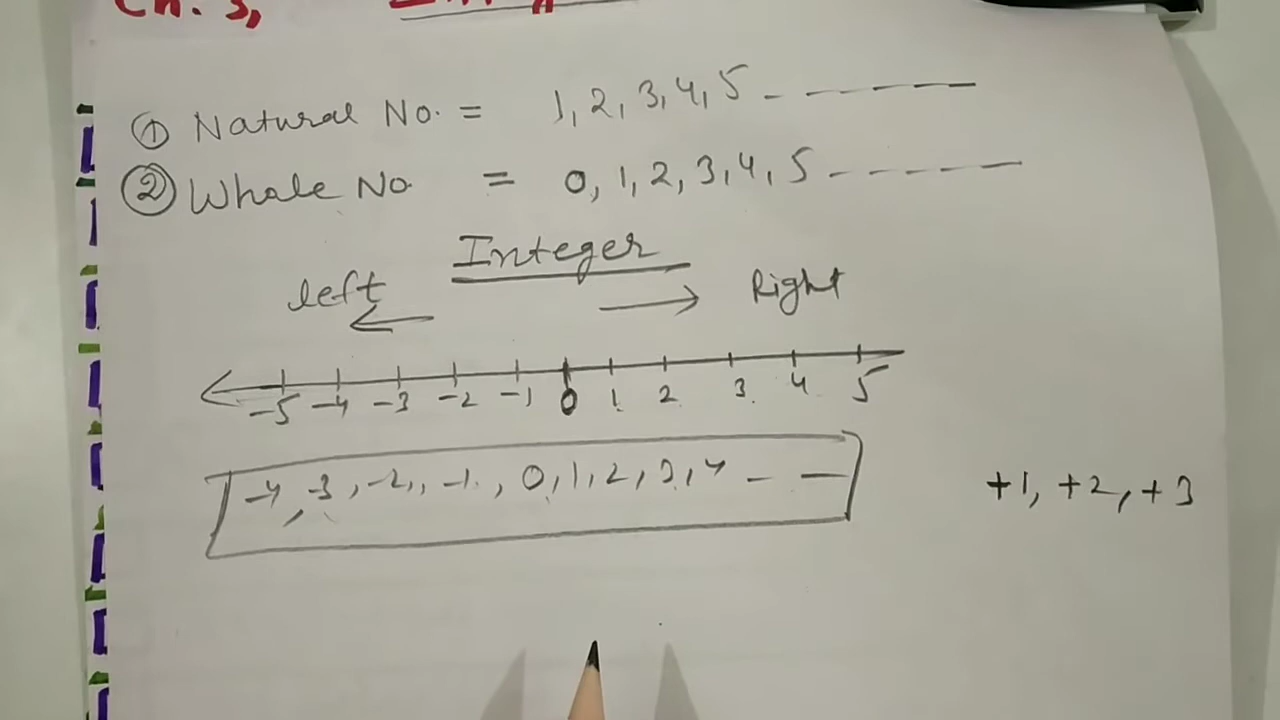 Ch. 3,
① Natural No. = 1, 2, 3, 4, 5 - - - - - -
② Whole No. = 0, 1, 2, 3, 4, 5 - - - - - -
Integer
left ← → Right
-5 -4 -3 -2 -1 0 1 2 3 4 5
-4, -3, -2, -1, 0, 1, 2, 3, 4 - -
+1, +2, +3